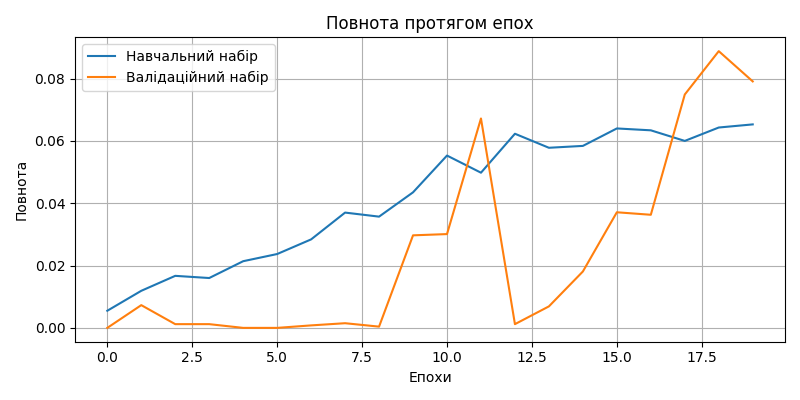 Повнота протягом епох
Навчальний набір
Валідаційний набір
Повнота
0.08
0.06
0.04
0.02
0.00
0.0 2.5 5.0 7.5 10.0 12.5 15.0 17.5
Епохи